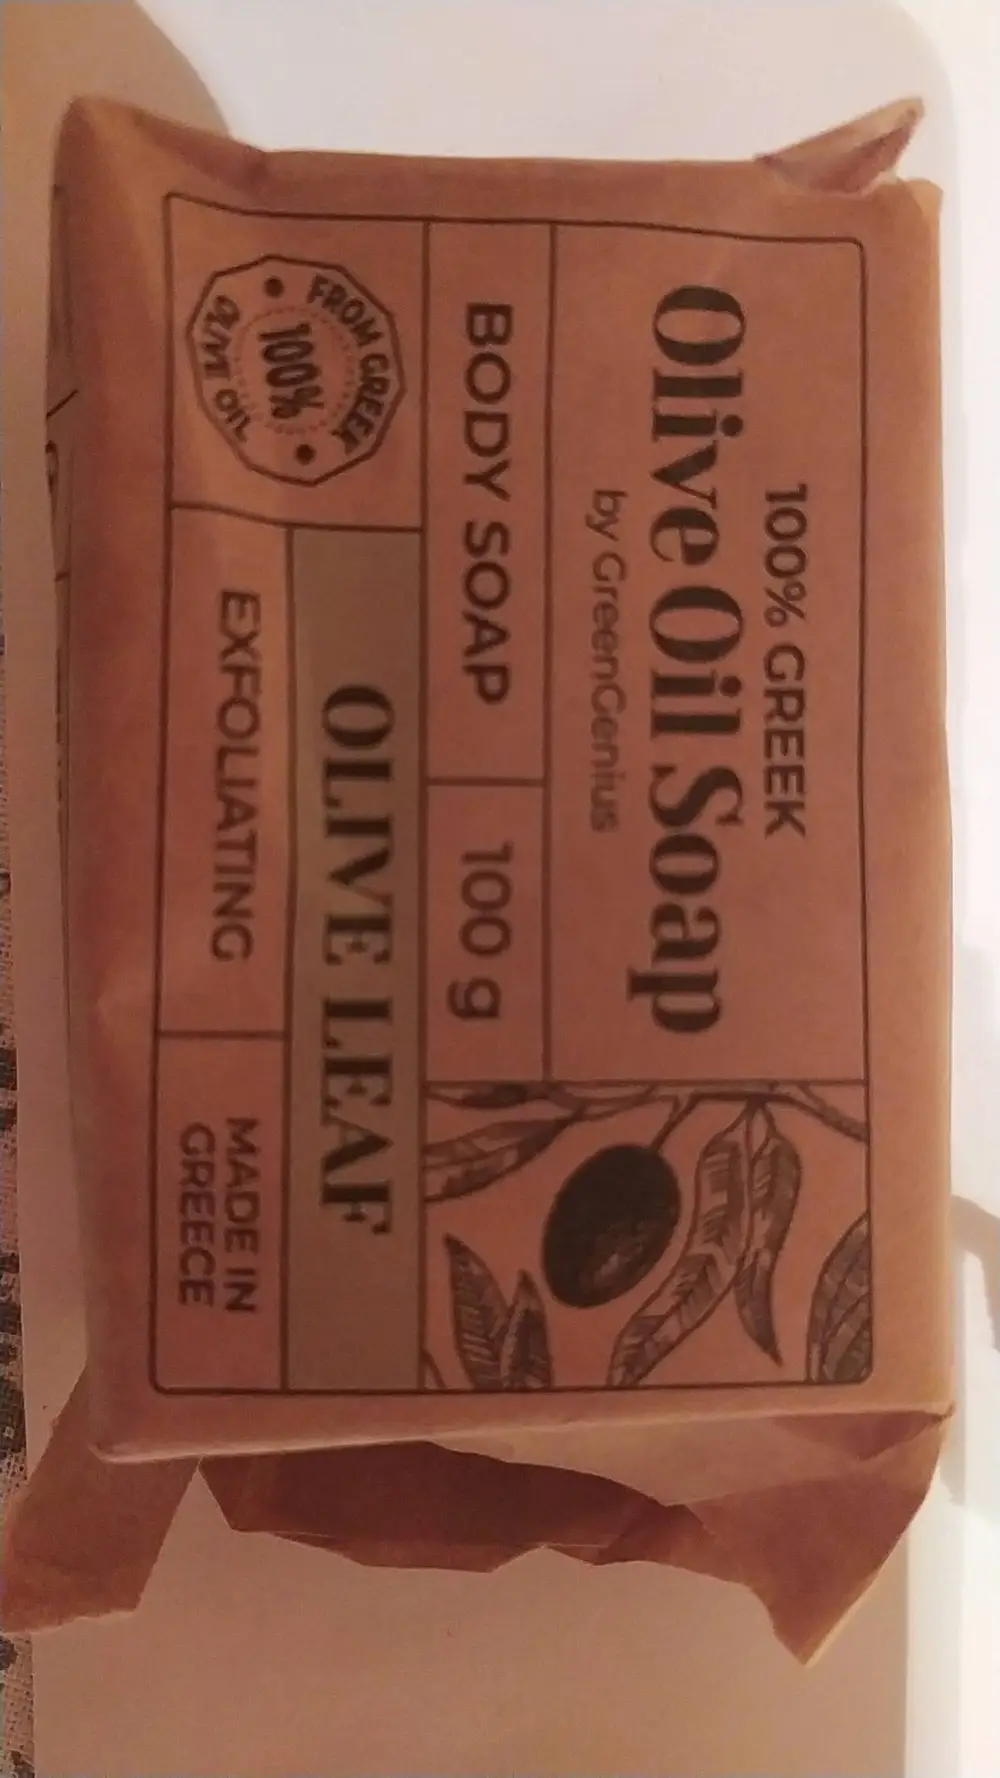 100% GREEK
Olive Oil Soap
by GreenGenius
BODY SOAP
100 g
FROM GREEK
100%
OLIVE OIL
OLIVE LEAF
EXFOLIATING
MADE IN
GREECE